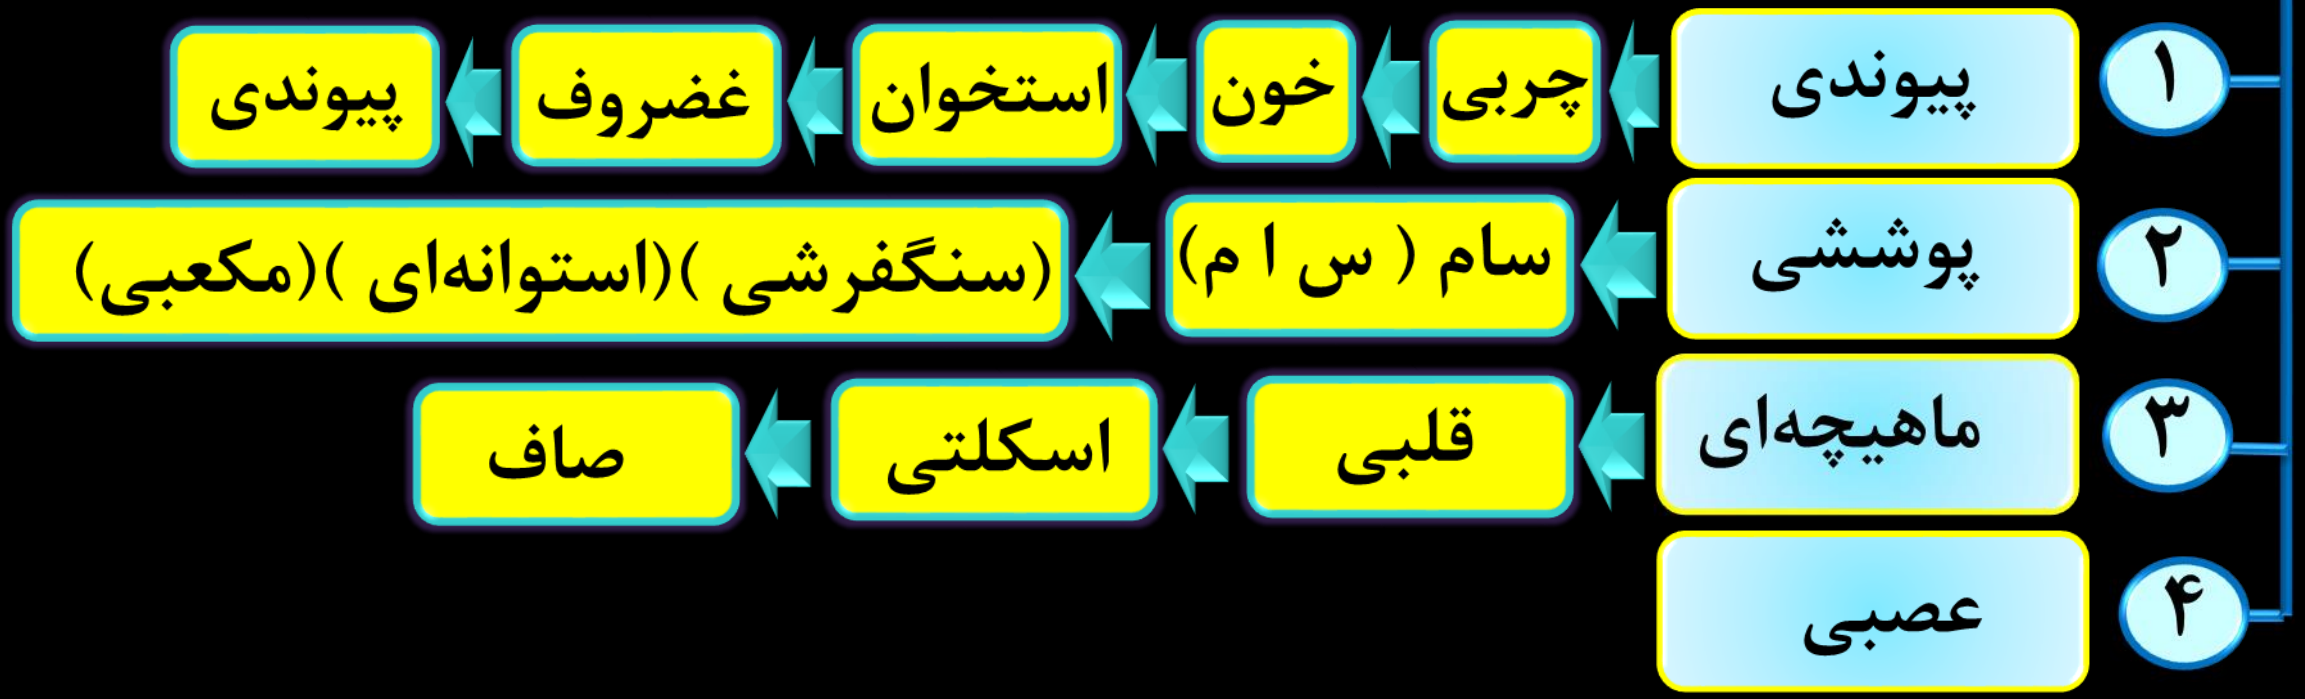 ۱ پیوندی چربی خون استخوان غضروف پیوندی
۲ پوششی سام ( س ا م) (سنگفرشی )(استوانه‌ای )(مکعبی)
۳ ماهیچه‌ای قلبی اسکلتی صاف
۴ عصبی